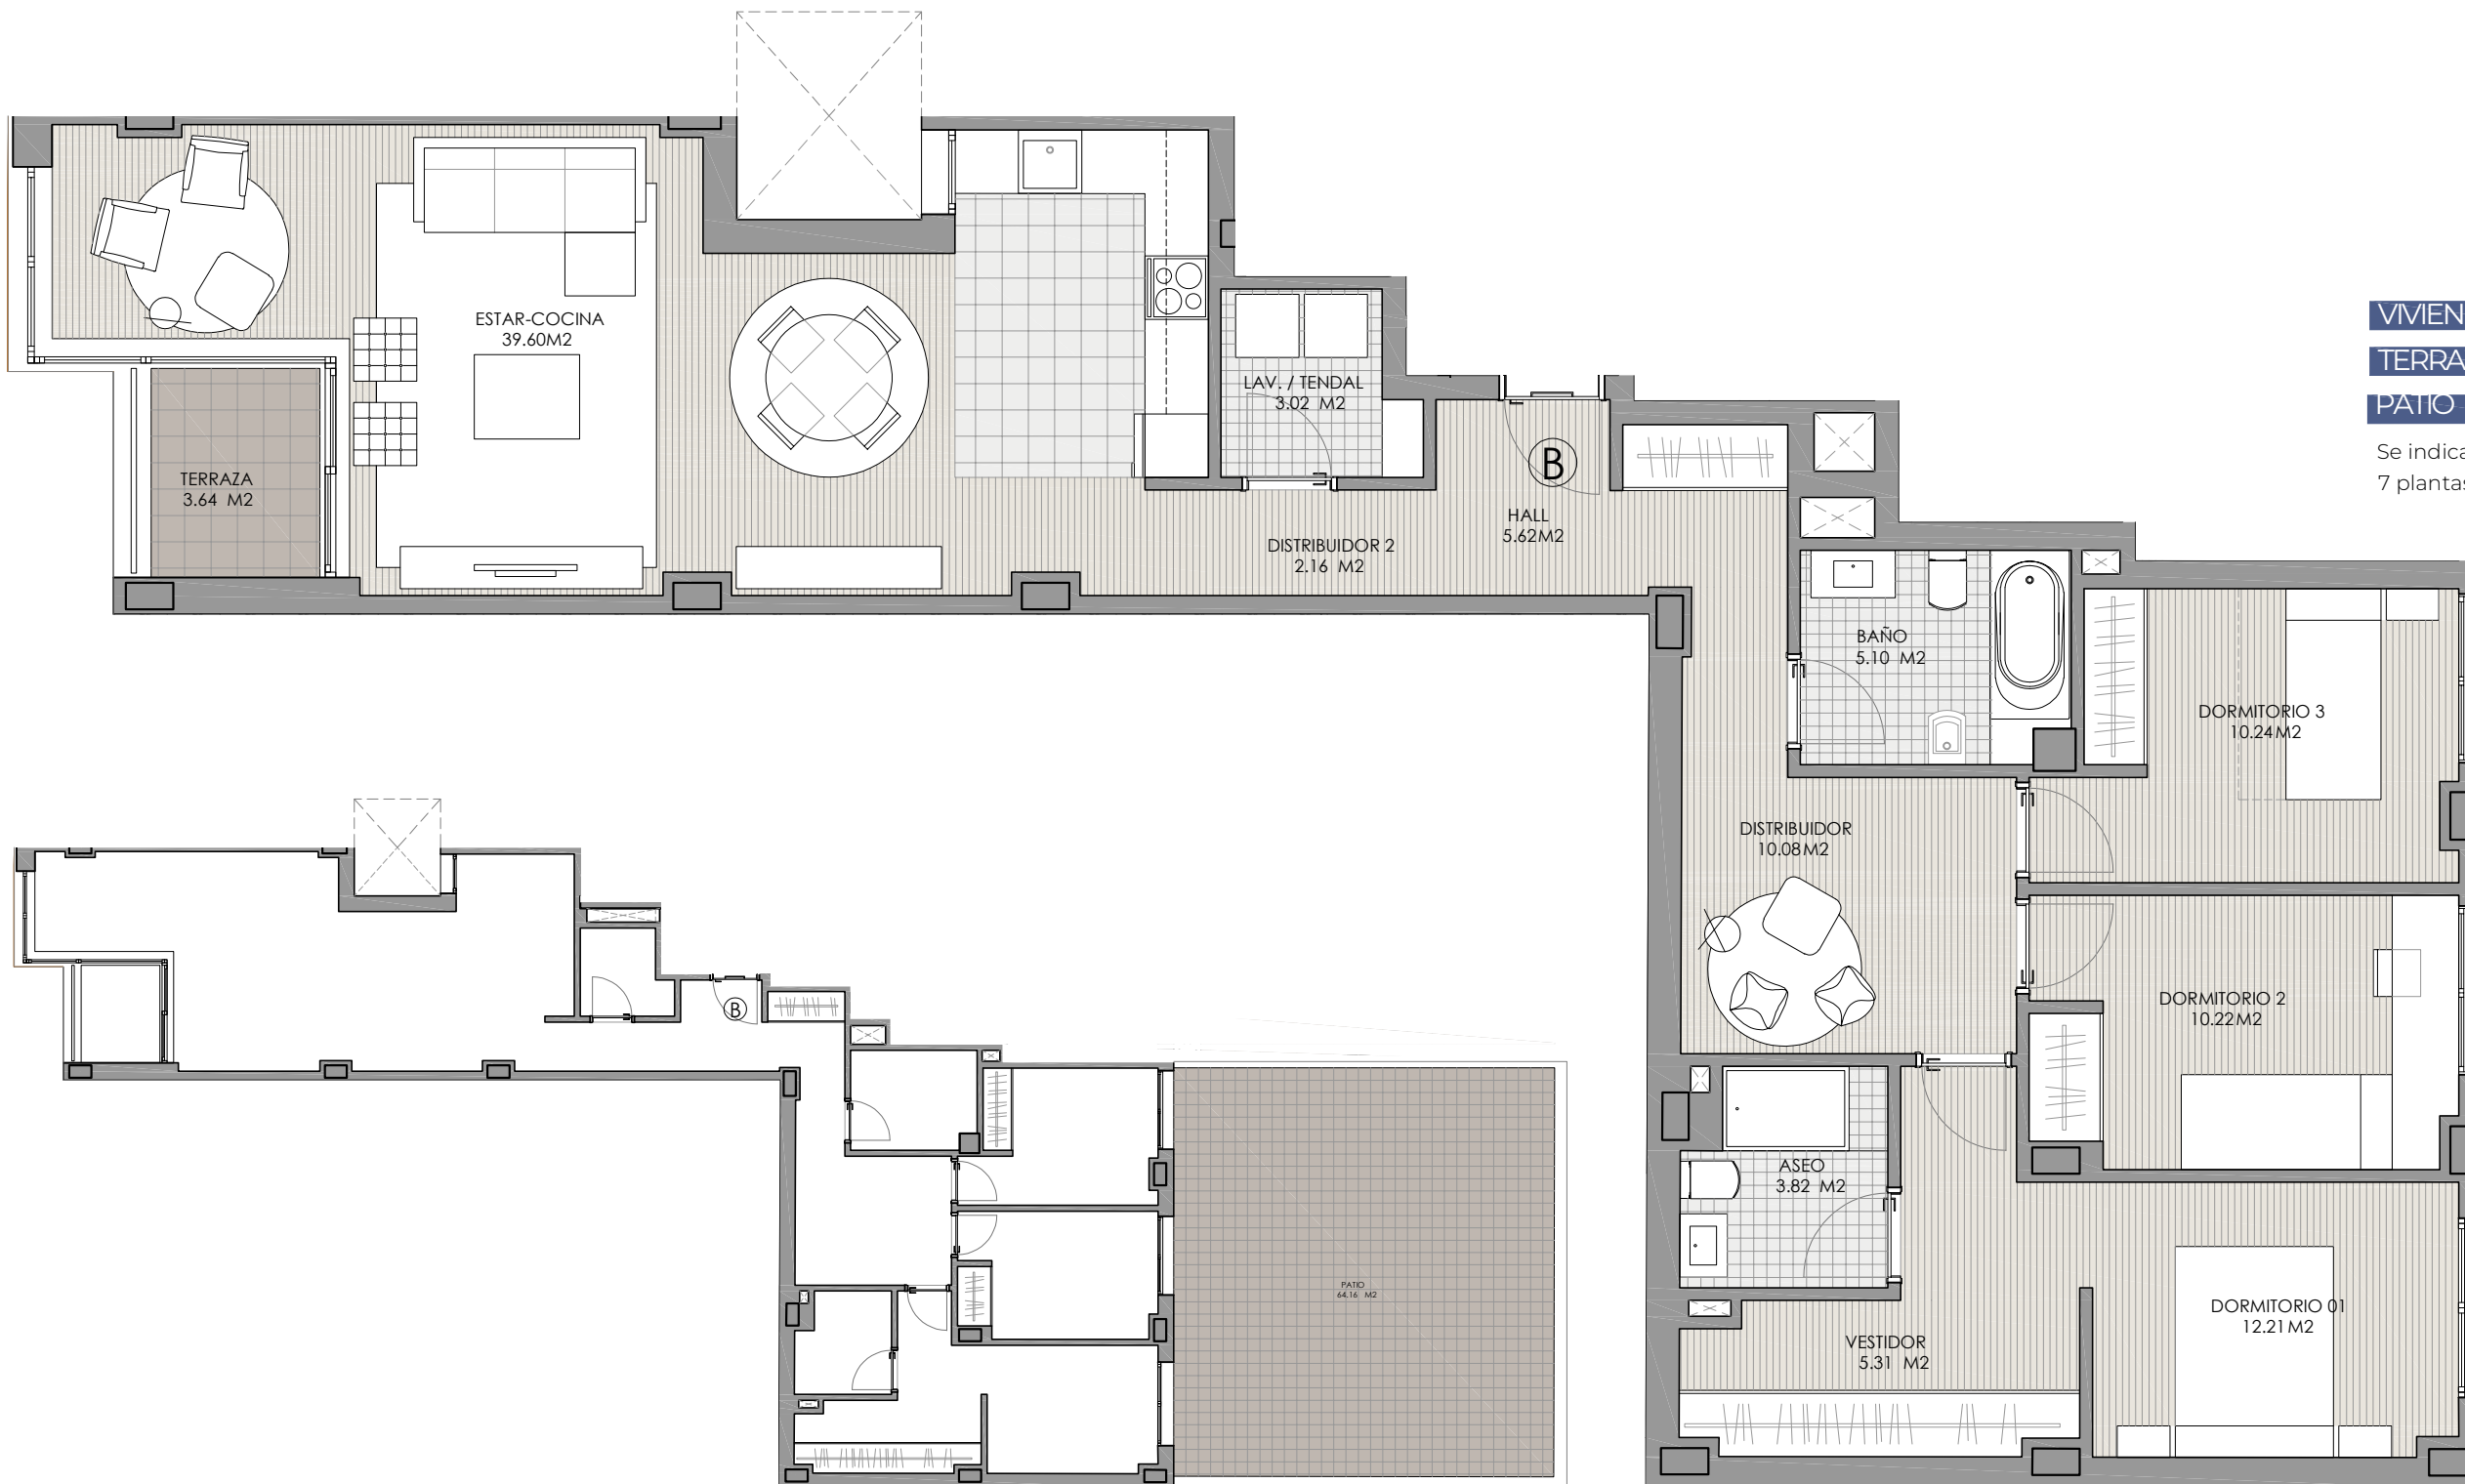 ESTAR-COCINA
39.60M2
TERRAZA
3.64 M2
LAV. / TENDAL
3.02 M2
B
HALL
5.62M2
DISTRIBUIDOR 2
2.16 M2
VIVIEN
TERRA
PATIO
Se indica
7 plantas
BAÑO
5.10 M2
DORMITORIO 3
10.24M2
DISTRIBUIDOR
10.08M2
DORMITORIO 2
10.22M2
ASEO
3.82 M2
DORMITORIO 01
12.21M2
VESTIDOR
5.31 M2
B
PATIO
64.16 M2